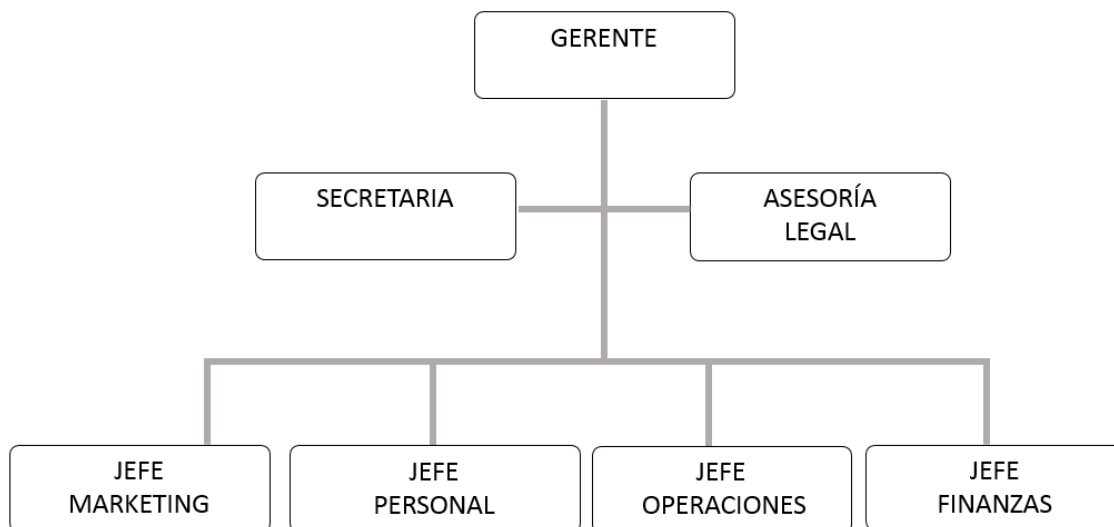 GERENTE
SECRETARIA
ASESORÍA
LEGAL
JEFE
MARKETING
JEFE
PERSONAL
JEFE
OPERACIONES
JEFE
FINANZAS